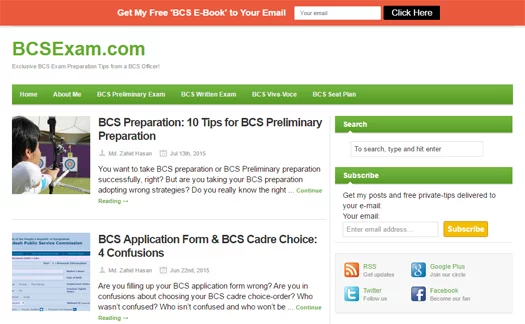 Get My Free 'BCS E-Book' to Your Email
Your email
Click Here
BCSExam.com
Exclusive BCS Exam Preparation Tips from a BCS Officer!
Home
About Me
BCS Preliminary Exam
BCS Written Exam
BCS Viva-Voce
BCS Seat Plan
BCS Preparation: 10 Tips for BCS Preliminary
Preparation
Md. Zahid Hasan
Jul 13th, 2015
You want to take BCS preparation or BCS Preliminary preparation
successfully, right? But are you taking your BCS preparation
adopting wrong strategies? Do you really know the right ... Continue
Reading →
BCS Application Form & BCS Cadre Choice:
4 Confusions
Md. Zahid Hasan
Jun 22nd, 2015
Are you filling up your BCS application form wrong? Are you in
confusions about choosing your BCS cadre choice-order? Who
wasn't confused? Who isn't confused and who won't be ... Continue
Reading →
Search
To search, type and hit enter
Subscribe
Get my posts and free private-tips delivered to
your e-mail
Your email:
Enter email address...
Subscribe
RSS
Get updates
Google Plus
Join our circle
Twitter
Follow us
Facebook
Become our fan